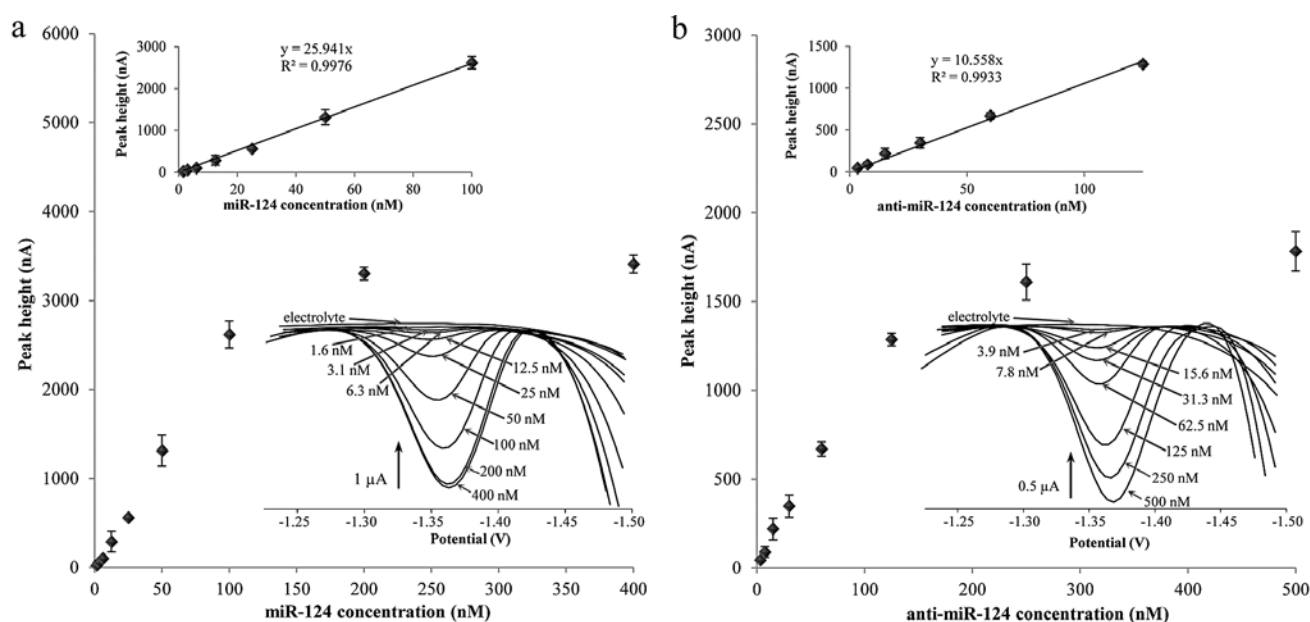 a
6000
5000
4000
3000
2000
1000
0
Peak height (nA)
0 50 100 150 200 250 300 350 400
miR-124 concentration (nM)
3000
2000
1000
0
Peak height (nA)
y = 25.941x
R² = 0.9976
0 20 40 60 80 100
miR-124 concentration (nM)
electrolyte
1.6 nM
3.1 nM
6.3 nM
12.5 nM
25 nM
50 nM
100 nM
200 nM
400 nM
1 µA
-1.25 -1.30 -1.35 -1.40 -1.45 -1.50
Potential (V)
b
3000
2500
2000
1500
1000
500
0
Peak height (nA)
0 100 200 300 400 500
anti-miR-124 concentration (nM)
1500
1000
500
0
Peak height (nA)
y = 10.558x
R² = 0.9933
0 50 100
anti-miR-124 concentration (nM)
electrolyte
3.9 nM
7.8 nM
15.6 nM
31.3 nM
62.5 nM
125 nM
250 nM
500 nM
0.5 µA
-1.25 -1.30 -1.35 -1.40 -1.45 -1.50
Potential (V)